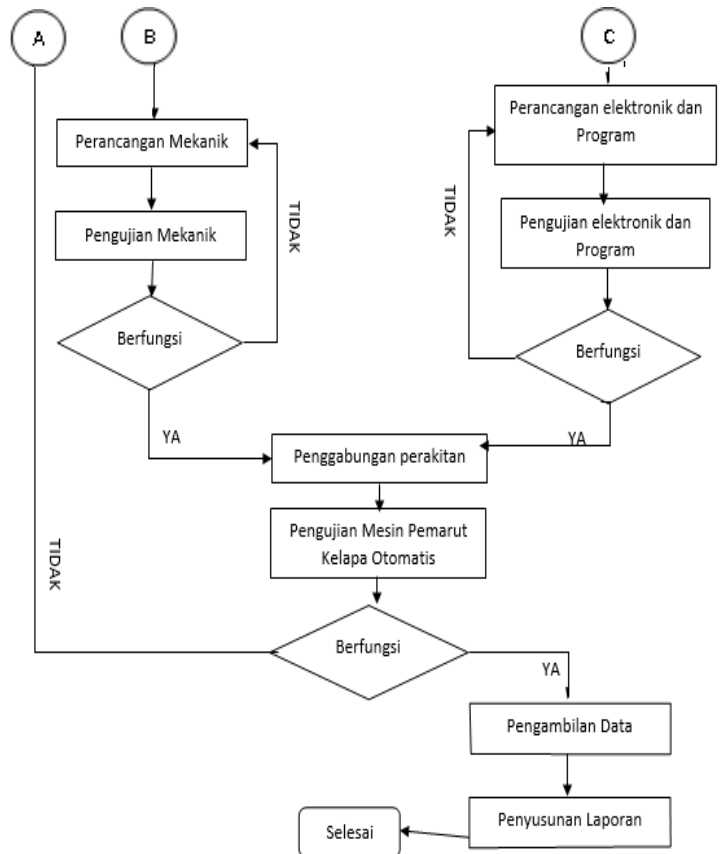 A
B
C
Perancangan Mekanik
Perancangan elektronik dan
Program
TIDAK
TIDAK
Pengujian Mekanik
Pengujian elektronik dan
Program
Berfungsi
Berfungsi
YA
YA
Penggabungan perakitan
Pengujian Mesin Pemarut
Kelapa Otomatis
TIDAK
Berfungsi
YA
Pengambilan Data
Penyusunan Laporan
Selesai